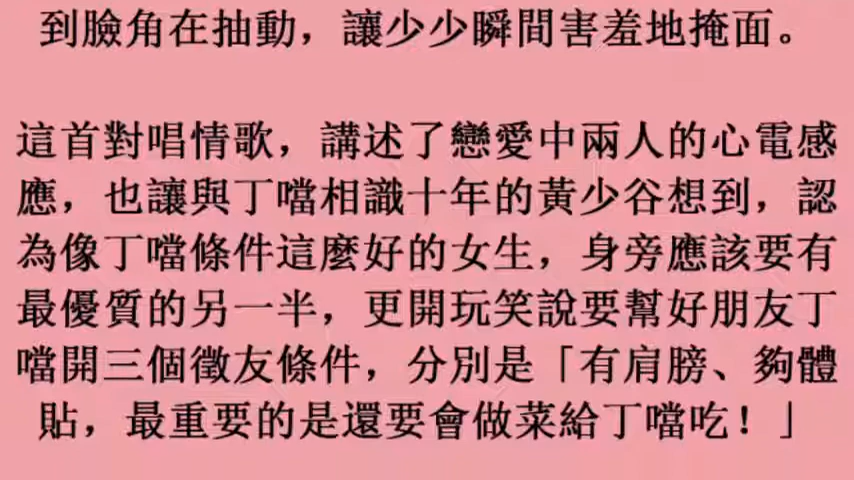 到臉角在抽動，讓少少瞬間害羞地掩面。
這首對唱情歌，講述了戀愛中兩人的心電感
應，也讓與丁噹相識十年的黃少谷想到，認
為像丁噹條件這麼好的女生，身旁應該要有
最優質的另一半，更開玩笑說要幫好朋友丁
噹開三個徵友條件，分別是「有肩膀、夠體
貼，最重要的是還要會做菜給丁噹吃！」